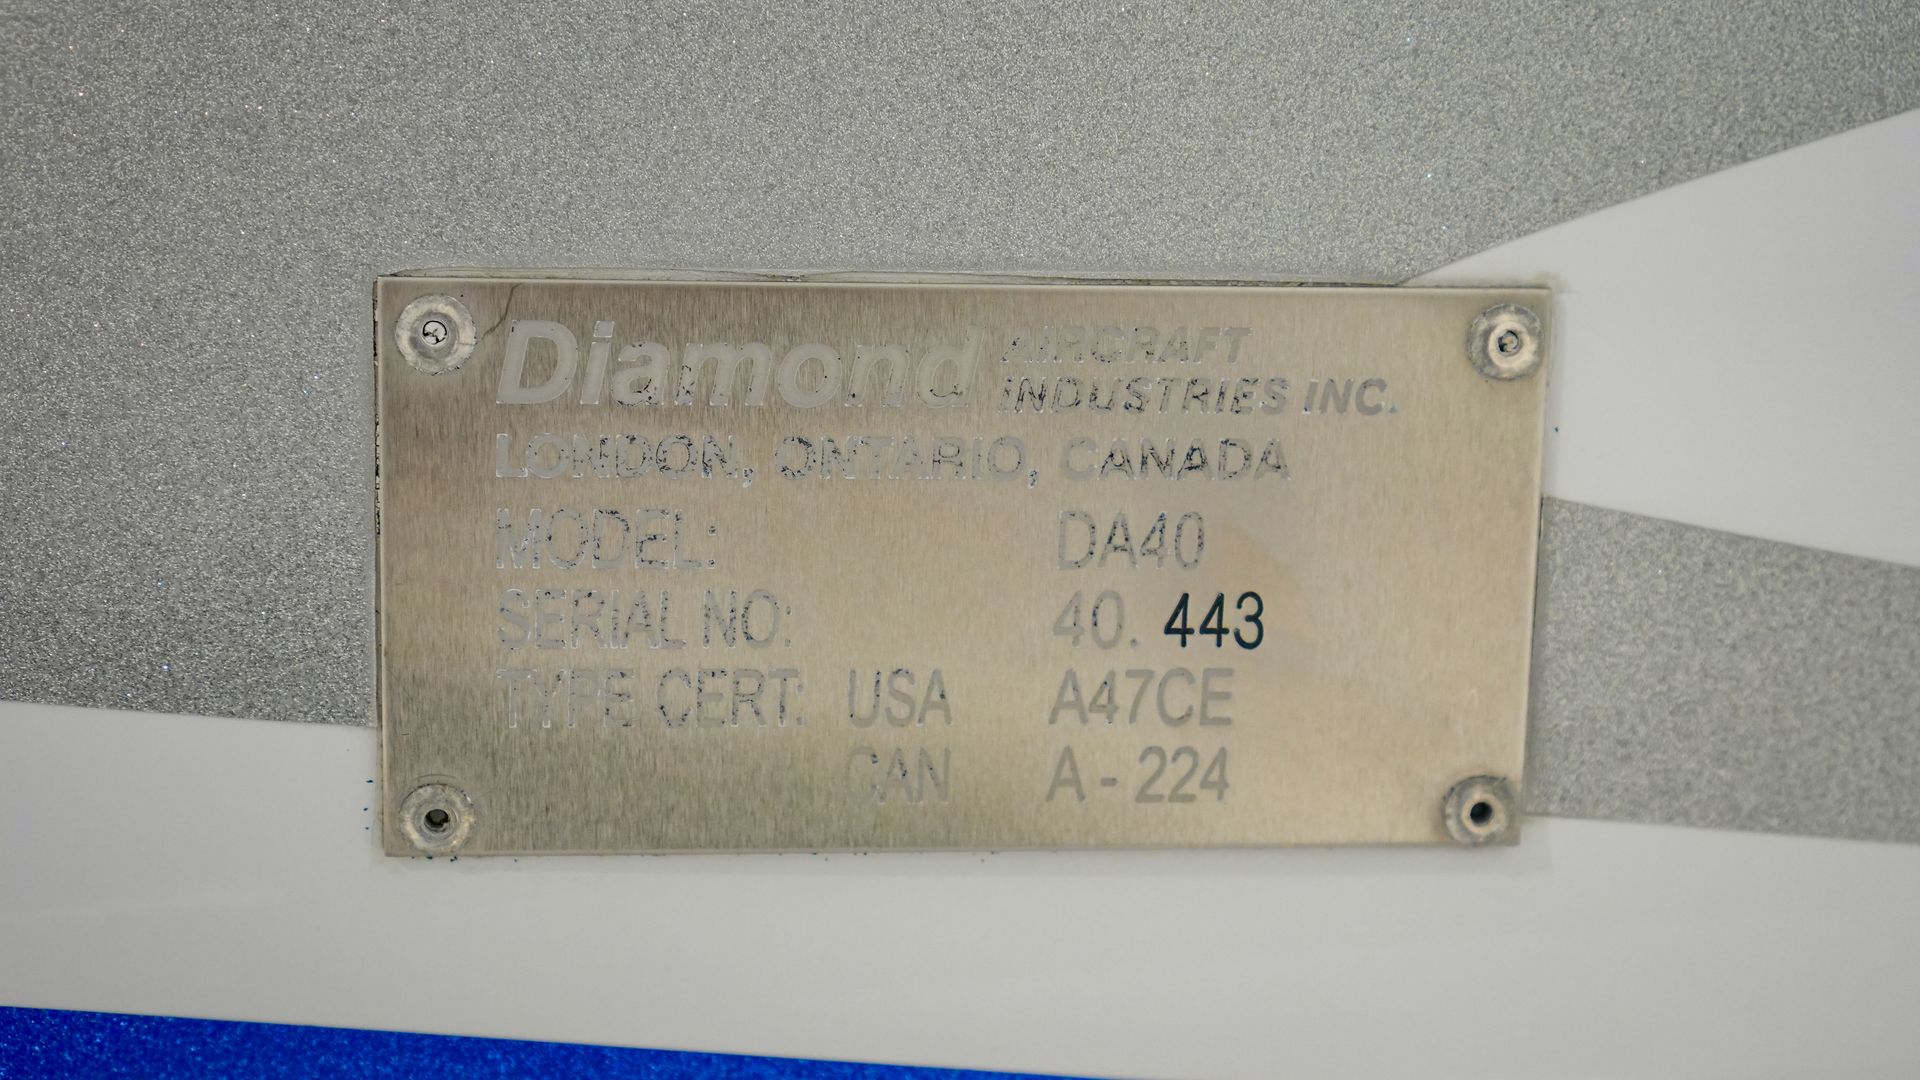 Diamond AIRCRAFT INDUSTRIES INC.
LONDON, ONTARIO, CANADA
MODEL: DA40
SERIAL NO: 40. 443
TYPE CERT: USA A47CE
CAN A - 224